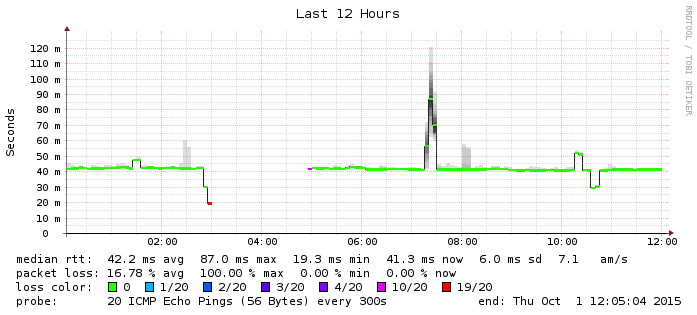 Last 12 Hours
RRDTOOL / TOBI OETIKER
Seconds
120 m
110 m
100 m
90 m
80 m
70 m
60 m
50 m
40 m
30 m
20 m
10 m
0
02:00 04:00 06:00 08:00 10:00 12:00
median rtt: 42.2 ms avg 87.0 ms max 19.3 ms min 41.3 ms now 6.0 ms sd 7.1 am/s
packet loss: 16.78 % avg 100.00 % max 0.00 % min 0.00 % now
loss color: 0 1/20 2/20 3/20 4/20 10/20 19/20
probe: 20 ICMP Echo Pings (56 Bytes) every 300s end: Thu Oct 1 12:05:04 2015